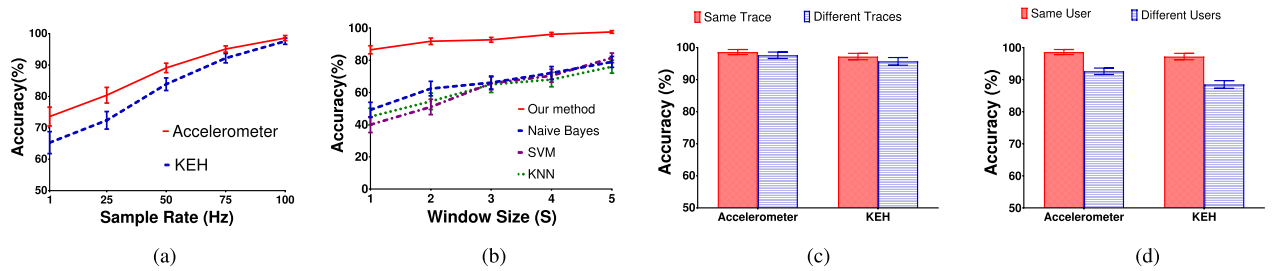 100
90
80
70
60
50
Accuracy(%)
Accelerometer
KEH
1 25 50 75 100
Sample Rate (Hz)
(a)
100
80
60
40
20
0
Accuracy(%)
Our method
Naive Bayes
SVM
KNN
1 2 3 4 5
Window Size (S)
(b)
Same Trace Different Traces
100
90
80
70
60
50
Accuracy (%)
Accelerometer KEH
(c)
Same User Different Users
100
90
80
70
60
50
Accuracy (%)
Accelerometer KEH
(d)